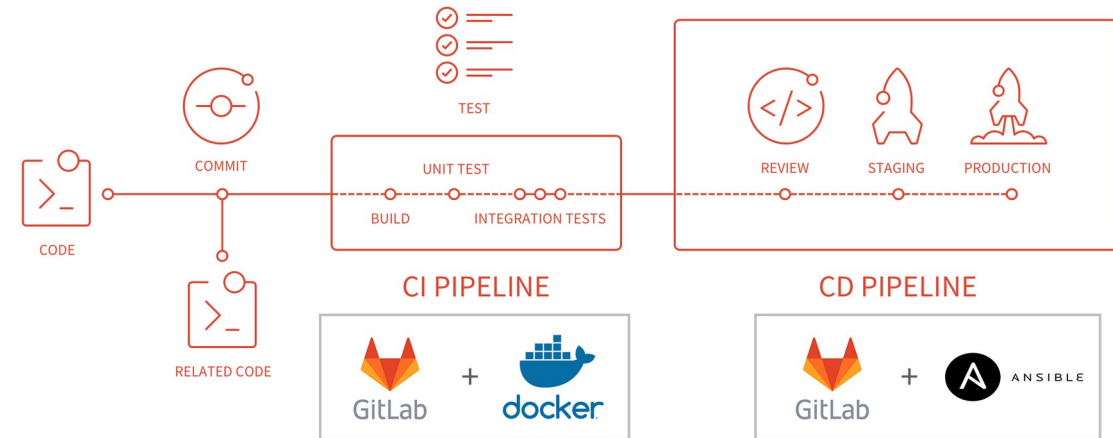 TEST
COMMIT
REVIEW
STAGING
PRODUCTION
UNIT TEST
BUILD
INTEGRATION TESTS
CODE
RELATED CODE
CI PIPELINE
CD PIPELINE
GitLab + docker
GitLab + ANSIBLE